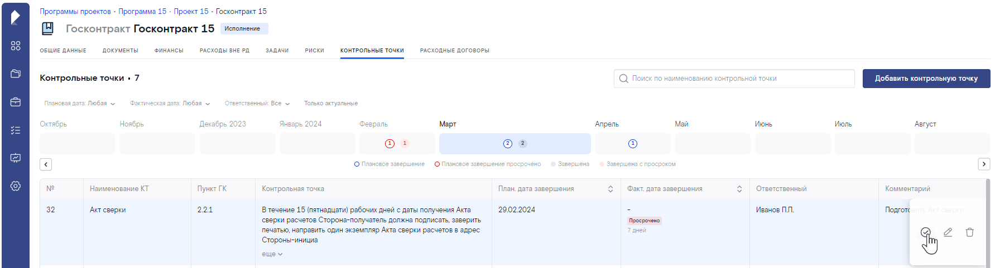 Программы проектов • Программа 15 • Проект 15 • Госконтракт 15
Госконтракт Госконтракт 15 Исполнение
ОБЩИЕ ДАННЫЕ ДОКУМЕНТЫ ФИНАНСЫ РАСХОДЫ ВНЕ РД ЗАДАЧИ РИСКИ КОНТРОЛЬНЫЕ ТОЧКИ РАСХОДНЫЕ ДОГОВОРЫ
Контрольные точки • 7
Поиск по наименованию контрольной точки
Добавить контрольную точку
Плановая дата: Любая Фактическая дата: Любая Ответственный: Все Только актуальные
Октябрь Ноябрь Декабрь 2023 Январь 2024 Февраль Март Апрель Май Июнь Июль Август
1 1 2 2 1
Плановое завершение Плановое завершение просрочено Завершена Завершена с просроком
№ Наименование КТ Пункт ГК Контрольная точка План. дата завершения Факт. дата завершения Ответственный Комментарий
32 Акт сверки 2.2.1 В течение 15 (пятнадцати) рабочих дней с даты получения Акта 29.02.2024 – Иванов П.П. Подготовить Акт сверки
сверки расчетов Сторона-получатель должна подписать, заверить Просрочено
печатью, направить один экземпляр Акта сверки расчетов в адрес 7 дней
Стороны-инициа
еще